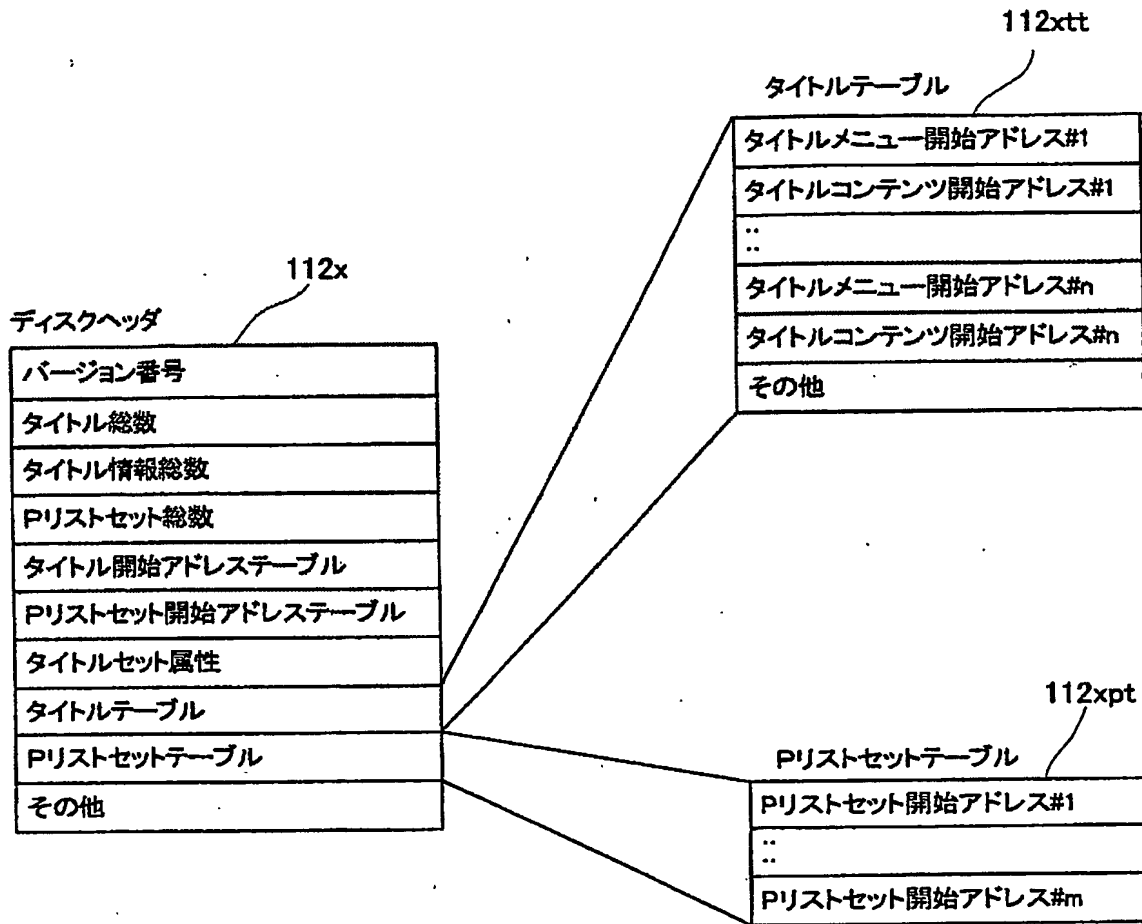 112xtt
タイトルテーブル
タイトルメニュー開始アドレス#1
タイトルコンテンツ開始アドレス#1
::
タイトルメニュー開始アドレス#n
タイトルコンテンツ開始アドレス#n
その他
112x
ディスクヘッダ
バージョン番号
タイトル総数
タイトル情報総数
Pリストセット総数
タイトル開始アドレステーブル
Pリストセット開始アドレステーブル
タイトルセット属性
タイトルテーブル
Pリストセットテーブル
その他
112xpt
Pリストセットテーブル
Pリストセット開始アドレス#1
::
Pリストセット開始アドレス#m